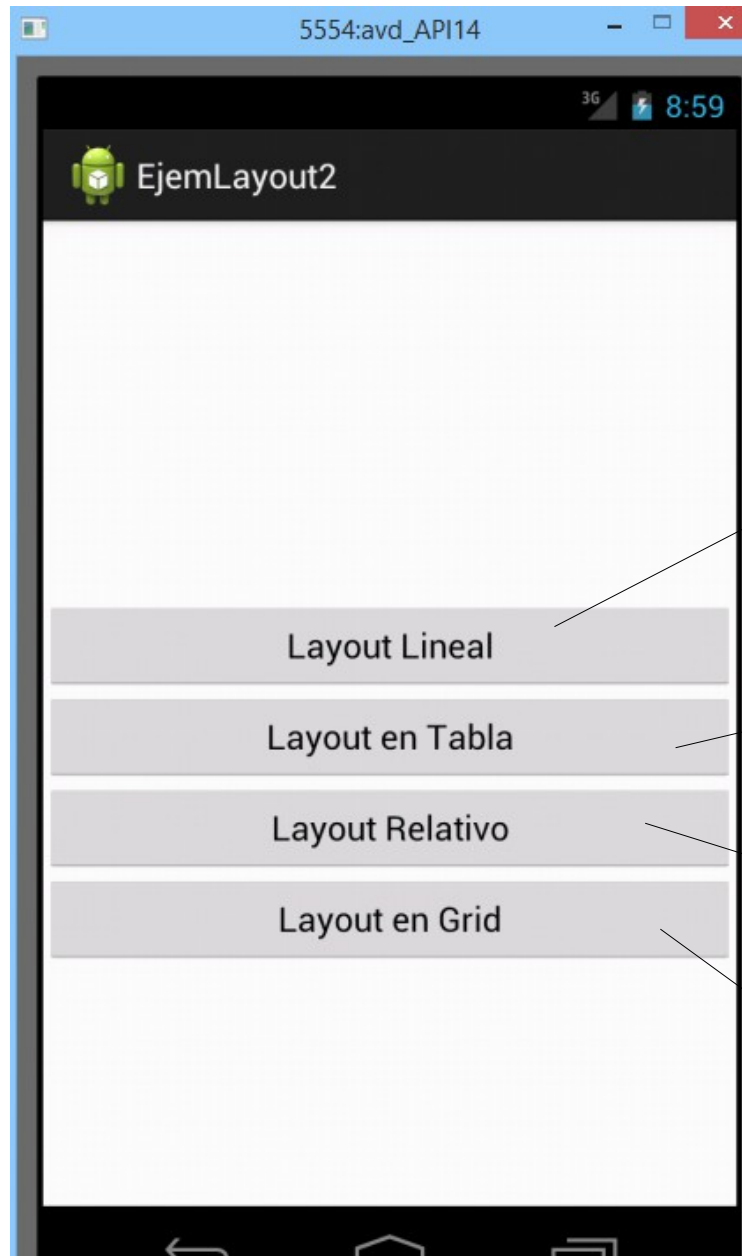 5554:avd_API14
3G 8:59
EjemLayout2
Layout Lineal
Layout en Tabla
Layout Relativo
Layout en Grid